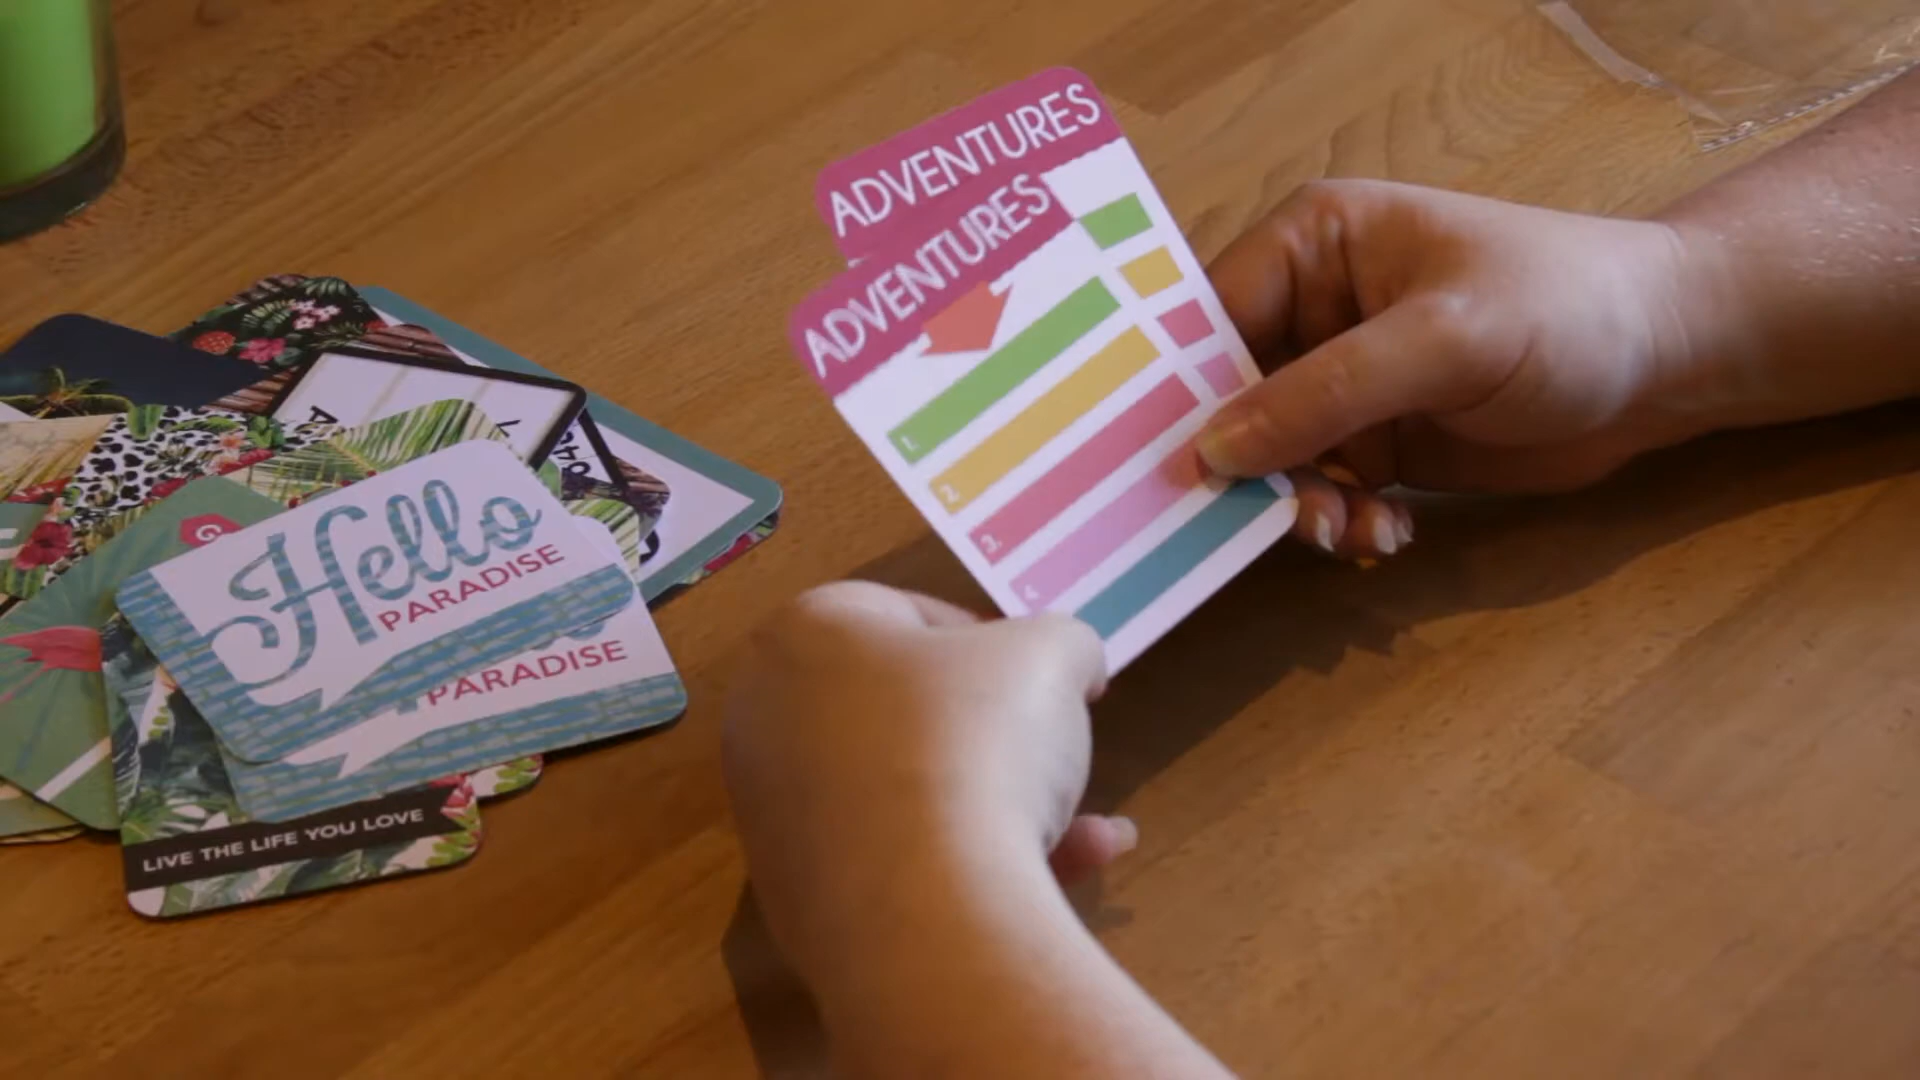 ADVENTURES
ADVENTURES
1.
2.
3.
4.
Hello
PARADISE
PARADISE
LIVE THE LIFE YOU LOVE